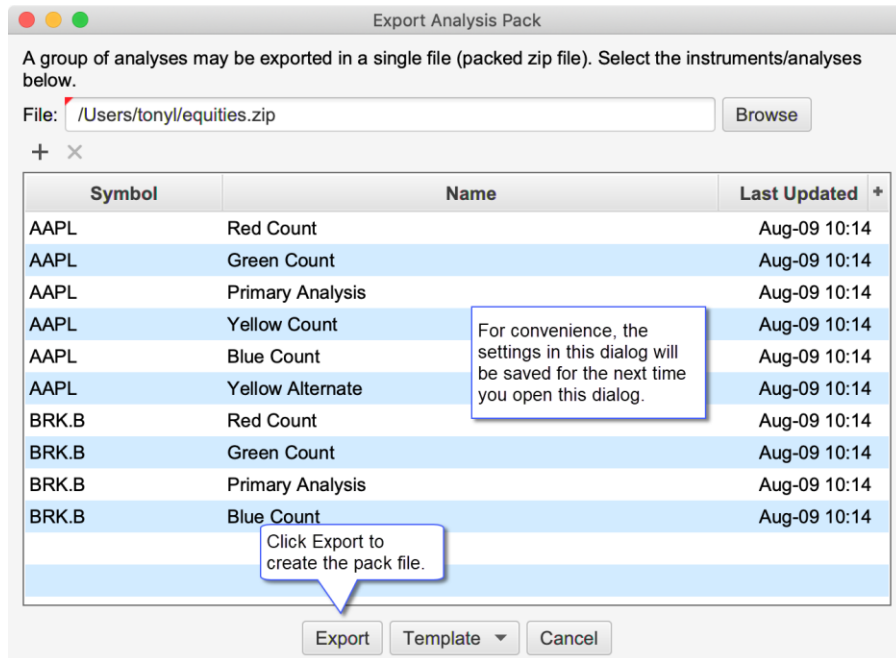 Export Analysis Pack
A group of analyses may be exported in a single file (packed zip file). Select the instruments/analyses
below.
File: /Users/tonyl/equities.zip Browse
+ ×
Symbol Name Last Updated +
AAPL Red Count Aug-09 10:14
AAPL Green Count Aug-09 10:14
AAPL Primary Analysis Aug-09 10:14
AAPL Yellow Count Aug-09 10:14
AAPL Blue Count Aug-09 10:14
AAPL Yellow Alternate Aug-09 10:14
BRK.B Red Count Aug-09 10:14
BRK.B Green Count Aug-09 10:14
BRK.B Primary Analysis Aug-09 10:14
BRK.B Blue Count Aug-09 10:14
For convenience, the
settings in this dialog will
be saved for the next time
you open this dialog.
Click Export to
create the pack file.
Export Template Cancel